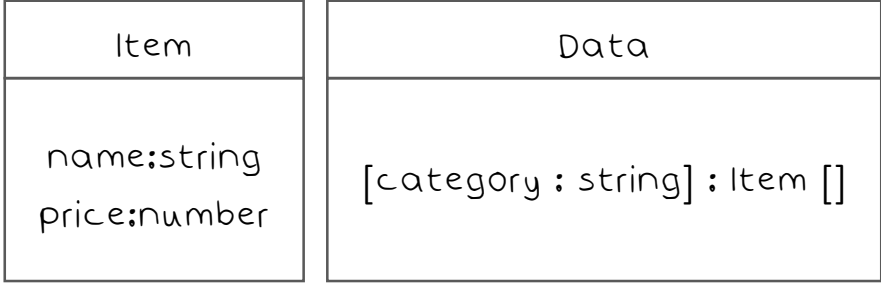 Item
name:string
price:number
Data
[category : string] : Item []